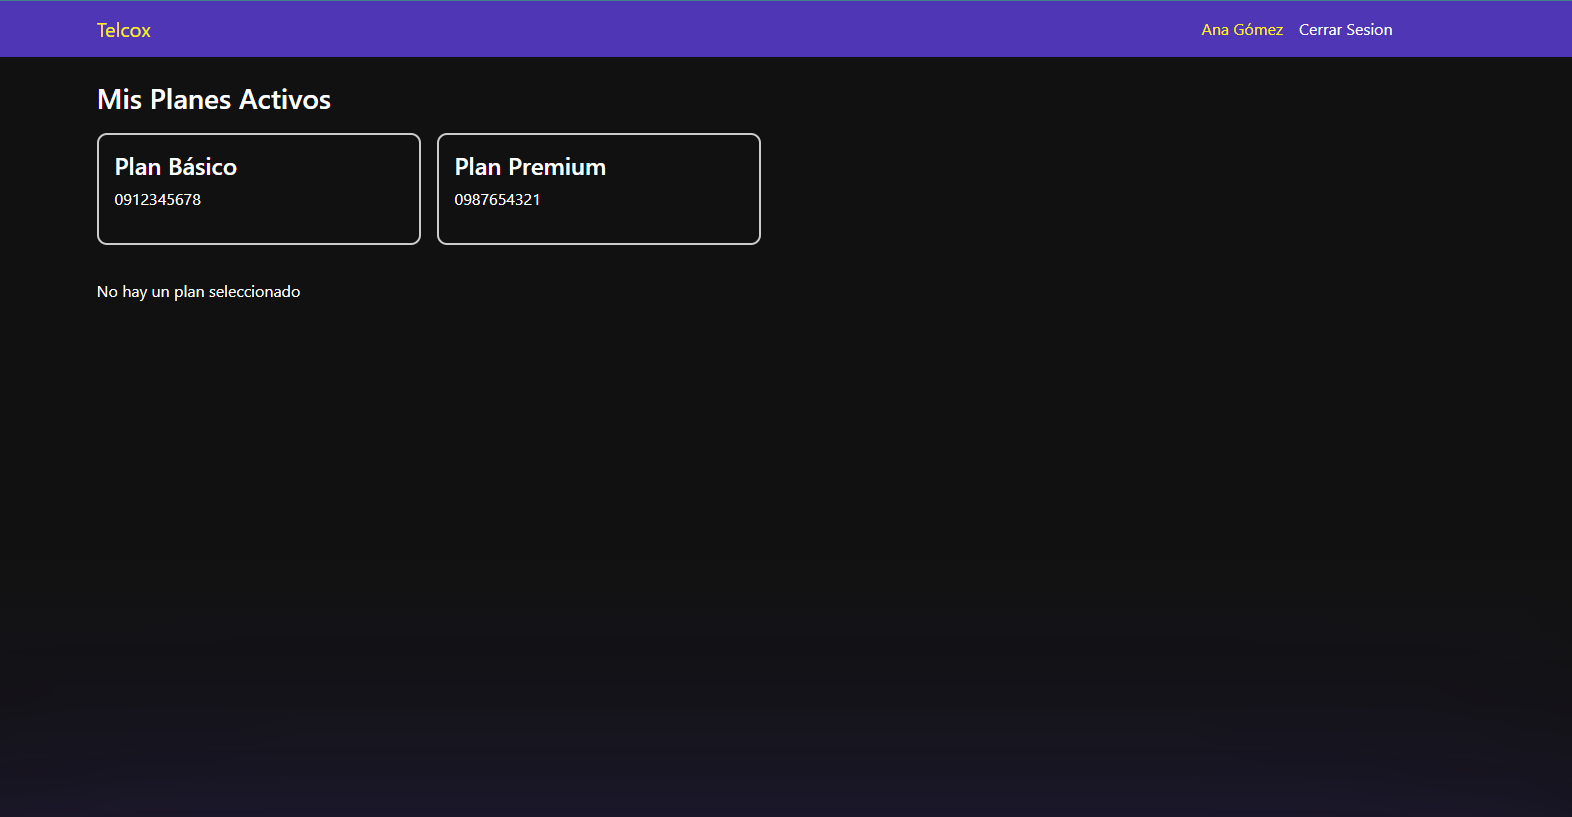 Telcox
Ana Gómez Cerrar Sesion
Mis Planes Activos
Plan Básico
0912345678
Plan Premium
0987654321
No hay un plan seleccionado